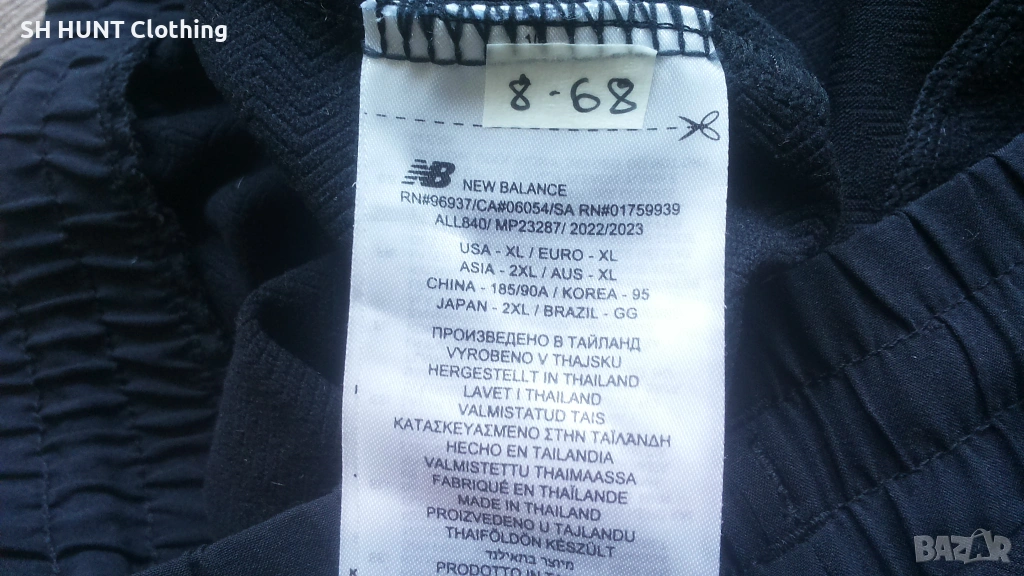 SH HUNT Clothing
8-68
NB NEW BALANCE
RN#96937/CA#06054/SA RN#01759939
ALL840/ MP23287/ 2022/2023
USA - XL / EURO - XL
ASIA - 2XL / AUS - XL
CHINA - 185/90A / KOREA - 95
JAPAN - 2XL / BRAZIL - GG
ПРОИЗВЕДЕНО В ТАЙЛАНД
VYROBENO V THAJSKU
HERGESTELLT IN THAILAND
LAVET I THAILAND
VALMISTATUD TAIS
ΚΑΤΑΣΚΕΥΑΣΜΕΝΟ ΣΤΗΝ ΤΑΪΛΑΝΔΗ
HECHO EN TAILANDIA
VALMISTETTU THAIMAASSA
FABRIQUÉ EN THAÏLANDE
MADE IN THAILAND
PROIZVEDENO U TAJLANDU
THAIFÖLDÖN KÉSZÜLT
מיוצר בתאילנד
PRODOTTO IN
BAZAR